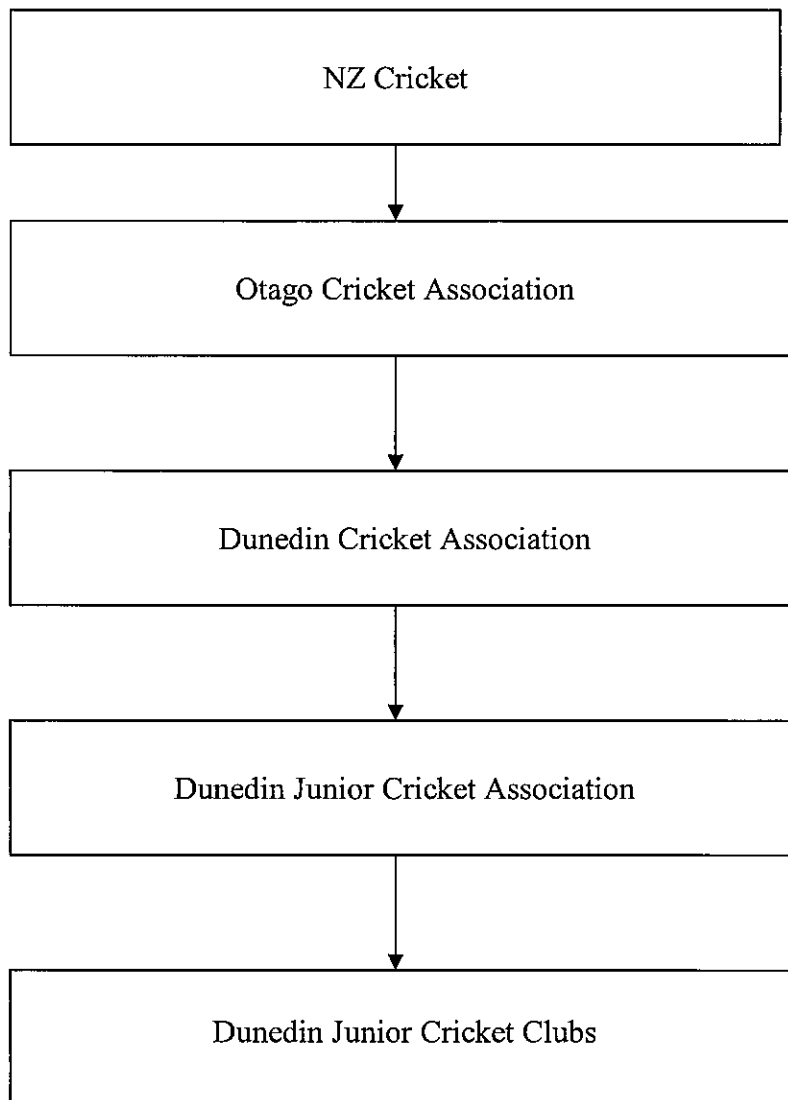 NZ Cricket
Otago Cricket Association
Dunedin Cricket Association
Dunedin Junior Cricket Association
Dunedin Junior Cricket Clubs